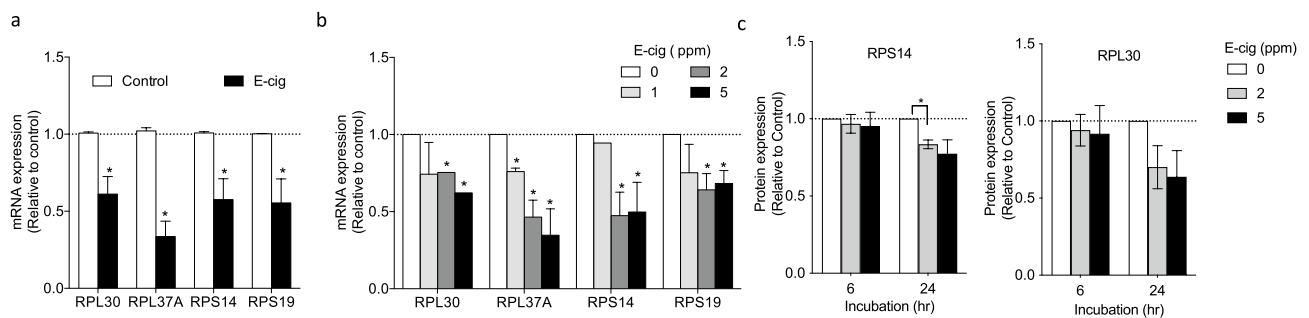 a
mRNA expression
(Relative to control)
1.5
1.0
0.5
0.0
Control
E-cig
*
*
*
*
RPL30
RPL37A
RPS14
RPS19
b
mRNA expression
(Relative to control)
1.5
1.0
0.5
0.0
E-cig ( ppm)
0
2
1
5
*
*
*
*
*
*
*
*
*
RPL30
RPL37A
RPS14
RPS19
c
Protein expression
(Relative to Control)
1.5
1.0
0.5
0.0
RPS14
*
6
24
Incubation (hr)
Protein expression
(Relative to Control)
1.5
1.0
0.5
0.0
RPL30
6
24
Incubation (hr)
E-cig (ppm)
0
2
5